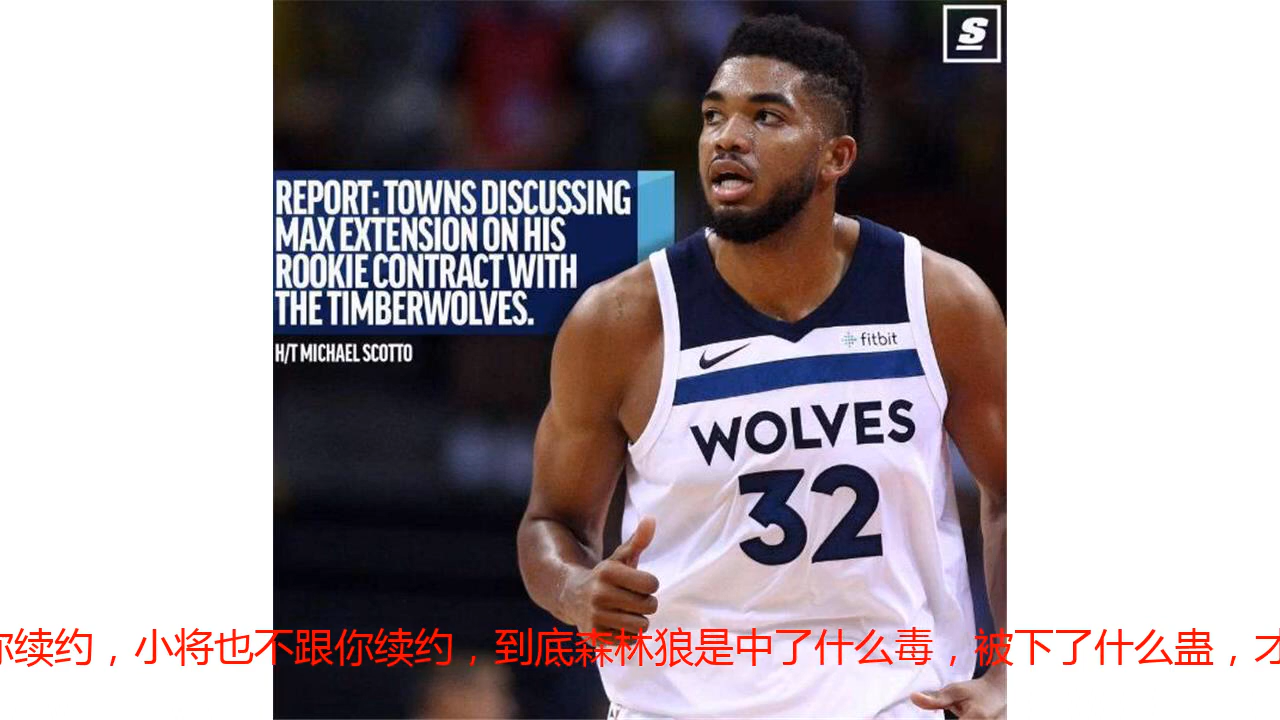 S
REPORT: TOWNS DISCUSSING
MAX EXTENSION ON HIS
ROOKIE CONTRACT WITH
THE TIMBERWOLVES.
H/T MICHAEL SCOTTO
fitbit
WOLVES
32
续约，小将也不跟你续约，到底森林狼是中了什么毒，被下了什么蛊，